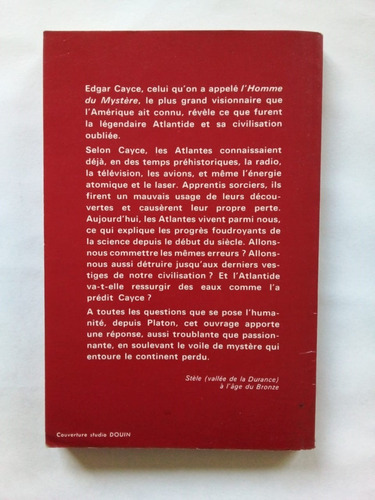 Edgar Cayce, celui qu'on a appelé l'Homme
du Mystère, le plus grand visionnaire que
l'Amérique ait connu, révèle ce que furent
la légendaire Atlantide et sa civilisation
oubliée.
Selon Cayce, les Atlantes connaissaient
déjà, en des temps préhistoriques, la radio,
la télévision, les avions, et même l'énergie
atomique et le laser. Apprentis sorciers, ils
firent un mauvais usage de leurs décou-
vertes et causèrent leur propre perte.
Aujourd'hui, les Atlantes vivent parmi nous,
ce qui explique les progrès foudroyants de
la science depuis le début du siècle. Allons-
nous commettre les mêmes erreurs ? Allons-
nous aussi détruire jusqu'aux derniers ves-
tiges de notre civilisation ? Et l'Atlantide
va-t-elle ressurgir des eaux comme l'a
prédit Cayce ?
A toutes les questions que se pose l'huma-
nité, depuis Platon, cet ouvrage apporte
une réponse, aussi troublante que passion-
nante, en soulevant le voile de mystère qui
entoure le continent perdu.
Stèle (vallée de la Durance)
à l'âge du Bronze
Couverture studio DOUIN